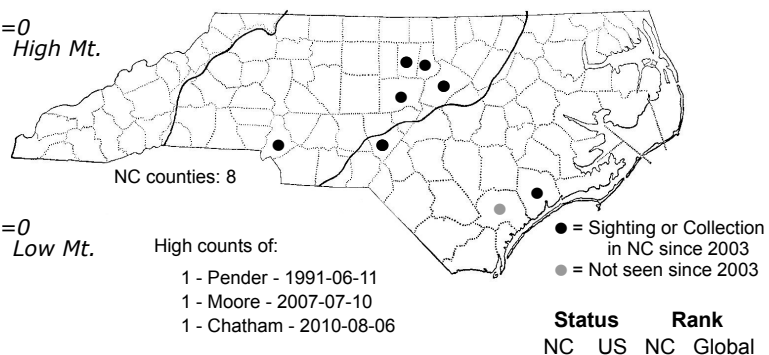 =0
High Mt.
NC counties: 8
=0
Low Mt.
High counts of:
1 - Pender - 1991-06-11
1 - Moore - 2007-07-10
1 - Chatham - 2010-08-06
= Sighting or Collection
in NC since 2003
= Not seen since 2003
Status Rank
NC US NC Global